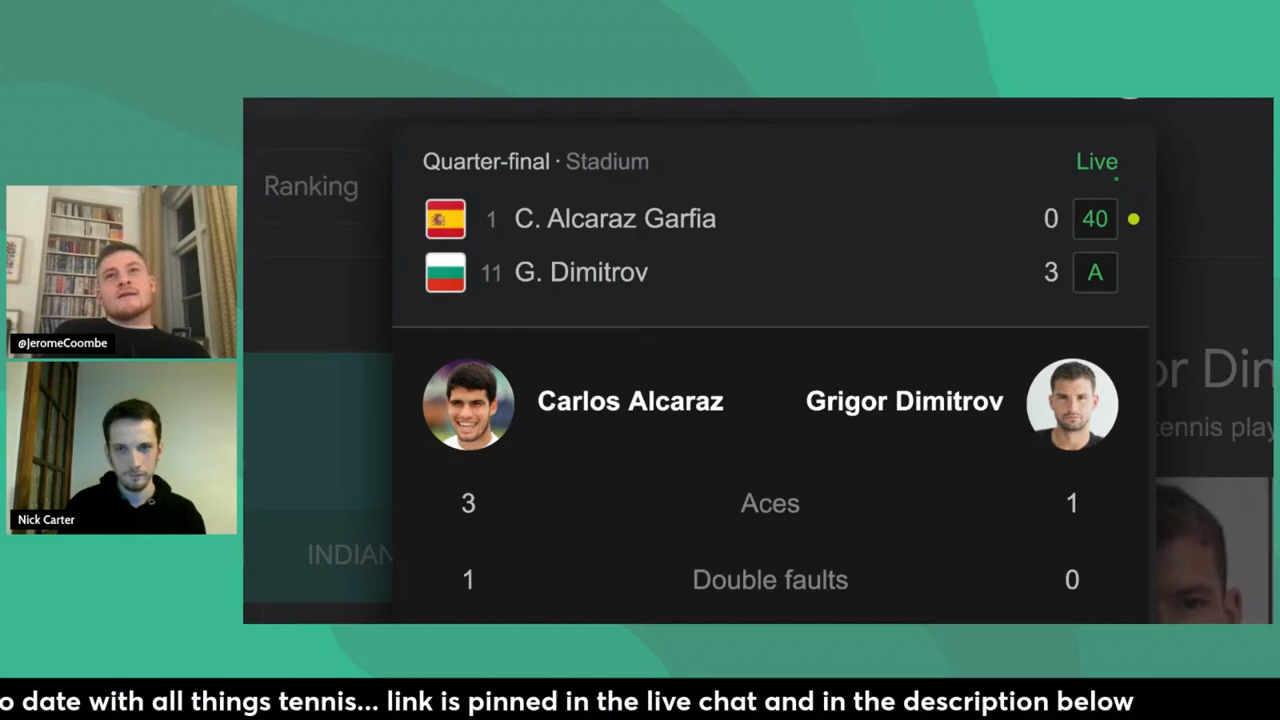 Ranking
Quarter-final · Stadium
Live
1 C. Alcaraz Garfia 0 40
11 G. Dimitrov 3 A
@JeromeCoombe
Carlos Alcaraz
Grigor Dimitrov
or Din
tennis play
3 Aces 1
Nick Carter
INDIAN
1 Double faults 0
o date with all things tennis... link is pinned in the live chat and in the description below